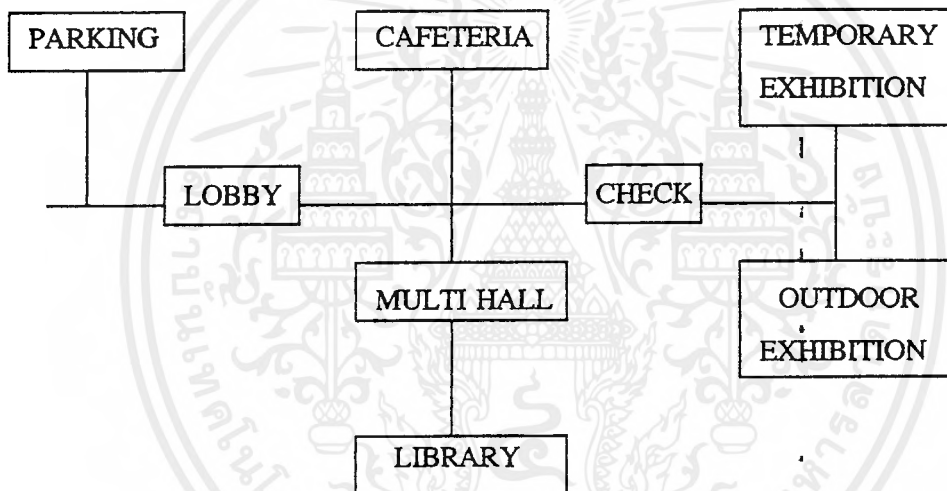 PARKING
CAFETERIA
TEMPORARY
EXHIBITION
LOBBY
CHECK
MULTI HALL
OUTDOOR
EXHIBITION
LIBRARY